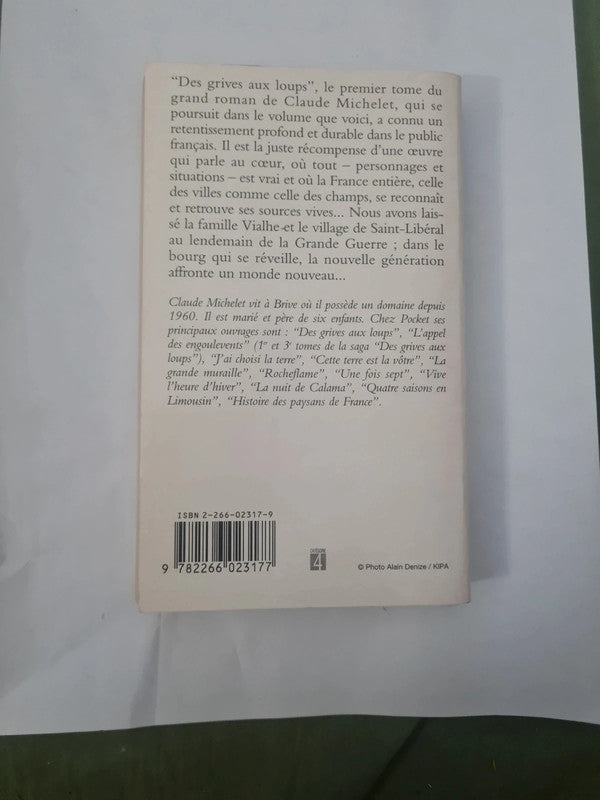 “Des grives aux loups”, le premier tome du
grand roman de Claude Michelet, qui se
poursuit dans le volume que voici, a connu un
retentissement profond et durable dans le public
français. Il est la juste récompense d’une œuvre
qui parle au cœur, où tout – personnages et
situations – est vrai et où la France entière, celle
des villes comme celle des champs, se reconnaît
et retrouve ses sources vives... Nous avons lais-
sé la famille Vialhe et le village de Saint-Libéral
au lendemain de la Grande Guerre ; dans le
bourg qui se réveille, la nouvelle génération
affronte un monde nouveau...
Claude Michelet vit à Brive où il possède un domaine depuis
1960. Il est marié et père de six enfants. Chez Pocket ses
principaux ouvrages sont : “Des grives aux loups”, “L’appel
des engoulevents” (1er et 3e tomes de la saga “Des grives aux
loups”), “J’ai choisi la terre”, “Cette terre est la vôtre”, “La
grande muraille”, “Rocheflame”, “Une fois sept”, “Vive
l’heure d’hiver”, “La nuit de Calama”, “Quatre saisons en
Limousin”, “Histoire des paysans de France”.
ISBN 2-266-02317-9
9 782266 023177
CATÉGORIE
4
© Photo Alain Denize / KIPA